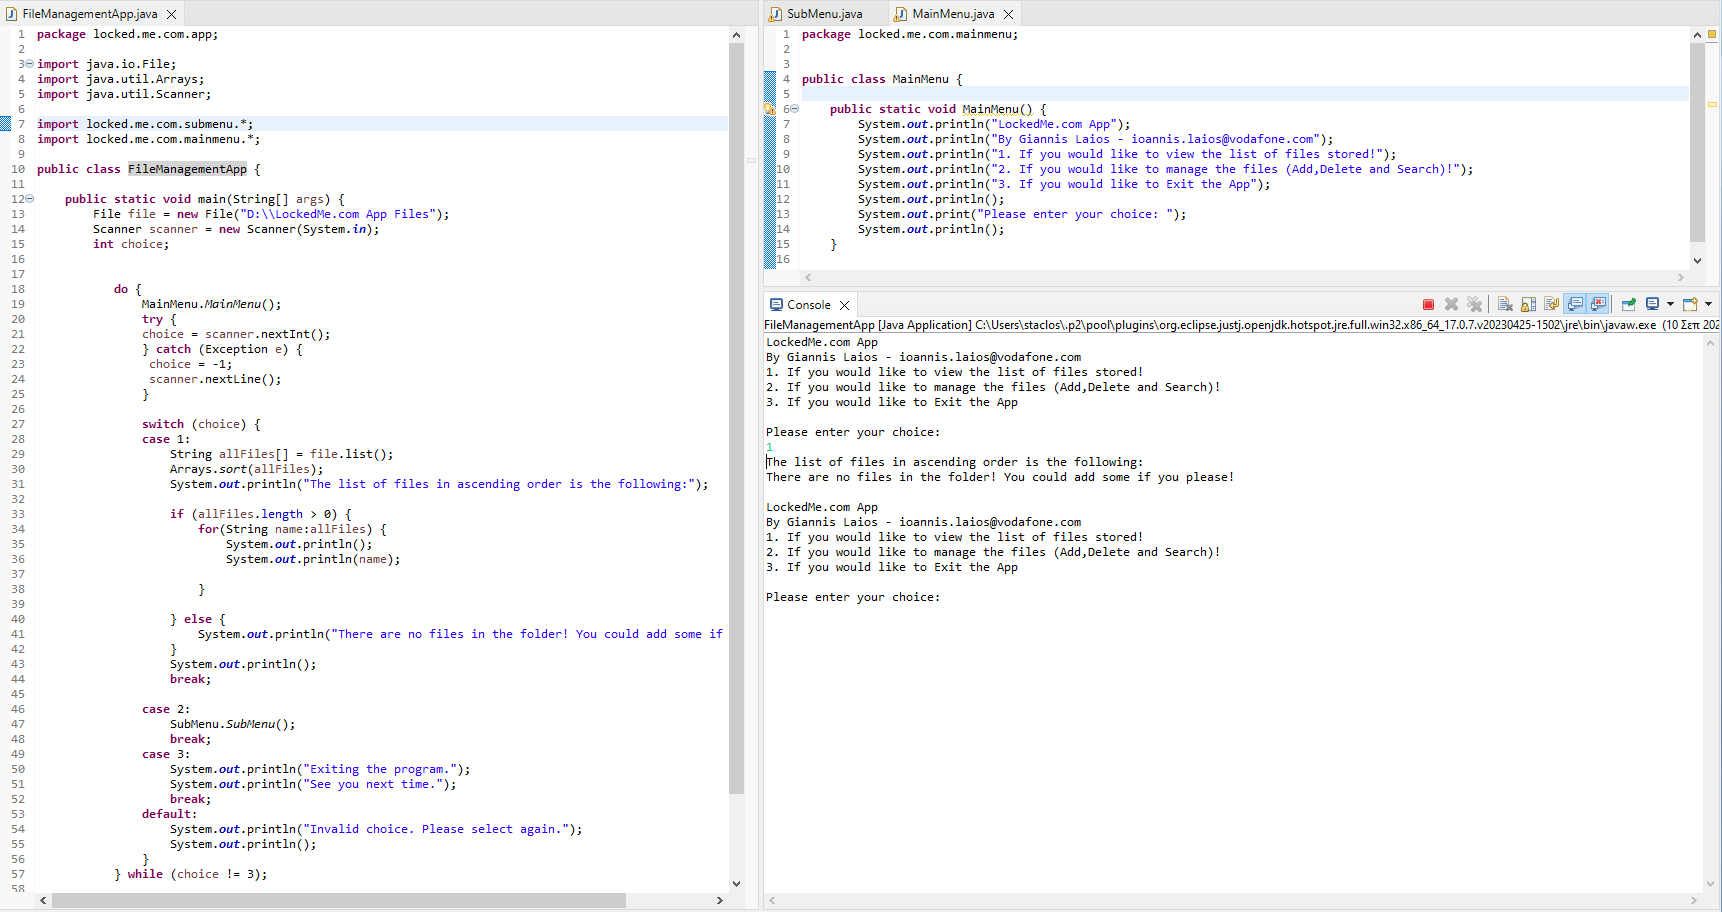 FileManagementApp.java
1 package locked.me.com.app;
2
3 import java.io.File;
4 import java.util.Arrays;
5 import java.util.Scanner;
6
7 import locked.me.com.submenu.*;
8 import locked.me.com.mainmenu.*;
9
10 public class FileManagementApp {
11
12 public static void main(String[] args) {
13 File file = new File("D:\\LockedMe.com App Files");
14 Scanner scanner = new Scanner(System.in);
15 int choice;
16
17
18 do {
19 MainMenu.MainMenu();
20 try {
21 choice = scanner.nextInt();
22 } catch (Exception e) {
23 choice = -1;
24 scanner.nextLine();
25 }
26
27 switch (choice) {
28 case 1:
29 String allFiles[] = file.list();
30 Arrays.sort(allFiles);
31 System.out.println("The list of files in ascending order is the following:");
32
33 if (allFiles.length > 0) {
34 for(String name:allFiles) {
35 System.out.println();
36 System.out.println(name);
37
38 }
39
40 } else {
41 System.out.println("There are no files in the folder! You could add some if
42 }
43 System.out.println();
44 break;
45
46 case 2:
47 SubMenu.SubMenu();
48 break;
49 case 3:
50 System.out.println("Exiting the program.");
51 System.out.println("See you next time.");
52 break;
53 default:
54 System.out.println("Invalid choice. Please select again.");
55 System.out.println();
56 }
57 } while (choice != 3);
58
SubMenu.java MainMenu.java
1 package locked.me.com.mainmenu;
2
3
4 public class MainMenu {
5
6 public static void MainMenu() {
7 System.out.println("LockedMe.com App");
8 System.out.println("By Giannis Laios - ioannis.laios@vodafone.com");
9 System.out.println("1. If you would like to view the list of files stored!");
10 System.out.println("2. If you would like to manage the files (Add,Delete and Search)!");
11 System.out.println("3. If you would like to Exit the App");
12 System.out.println();
13 System.out.print("Please enter your choice: ");
14 System.out.println();
15 }
16
Console
FileManagementApp [Java Application] C:\Users\staclos\.p2\pool\plugins\org.eclipse.justj.openjdk.hotspot.jre.full.win32.x86_64_17.0.7.v20230425-1502\jre\bin\javaw.exe (10 Σεπ 202
LockedMe.com App
By Giannis Laios - ioannis.laios@vodafone.com
1. If you would like to view the list of files stored!
2. If you would like to manage the files (Add,Delete and Search)!
3. If you would like to Exit the App
Please enter your choice:
1
The list of files in ascending order is the following:
There are no files in the folder! You could add some if you please!
LockedMe.com App
By Giannis Laios - ioannis.laios@vodafone.com
1. If you would like to view the list of files stored!
2. If you would like to manage the files (Add,Delete and Search)!
3. If you would like to Exit the App
Please enter your choice: